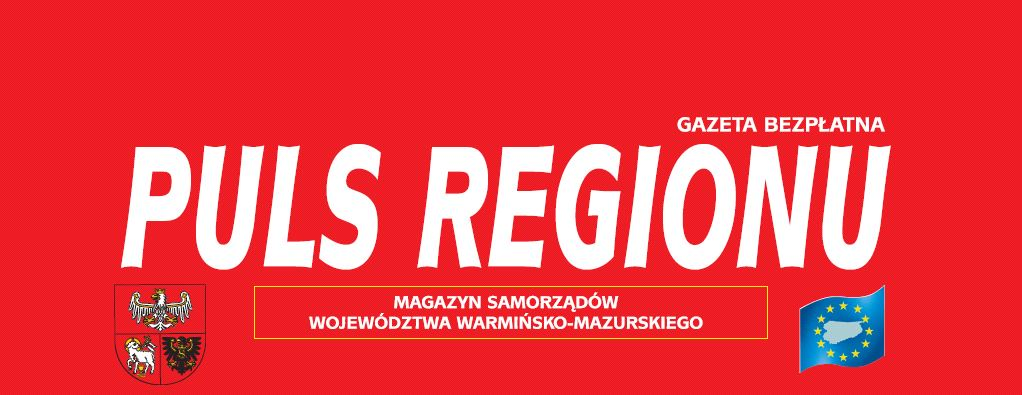 GAZETA BEZPŁATNA
PULS REGIONU
MAGAZYN SAMORZĄDÓW
WOJEWÓDZTWA WARMIŃSKO-MAZURSKIEGO